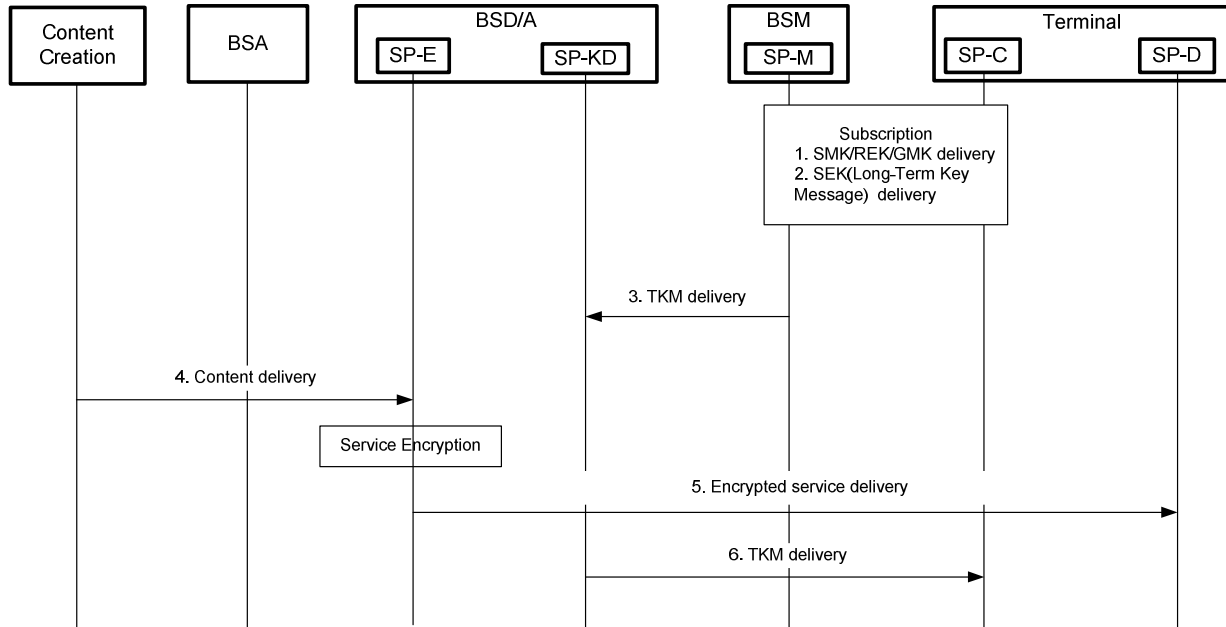 Content
Creation
BSA
BSD/A
SP-E
SP-KD
BSM
SP-M
Terminal
SP-C
SP-D
Subscription
1. SMK/REK/GMK delivery
2. SEK(Long-Term Key
Message) delivery
3. TKM delivery
4. Content delivery
Service Encryption
5. Encrypted service delivery
6. TKM delivery